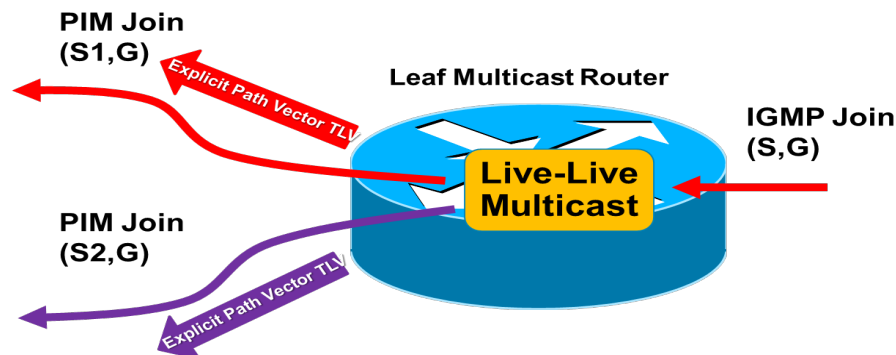 PIM Join
(S1,G)
Explicit Path Vector TLV
Leaf Multicast Router
IGMP Join
(S,G)
Live-Live
Multicast
PIM Join
(S2,G)
Explicit Path Vector TLV